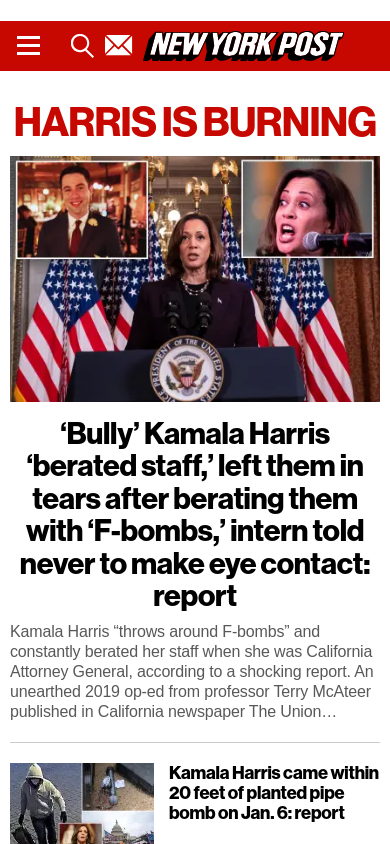 NEW YORK POST
HARRIS IS BURNING
PRESIDENT OF THE
‘Bully’ Kamala Harris
‘berated staff,’ left them in
tears after berating them
with ‘F-bombs,’ intern told
never to make eye contact:
report
Kamala Harris “throws around F-bombs” and
constantly berated her staff when she was California
Attorney General, according to a shocking report. An
unearthed 2019 op-ed from professor Terry McAteer
published in California newspaper The Union…
Kamala Harris came within
20 feet of planted pipe
bomb on Jan. 6: report